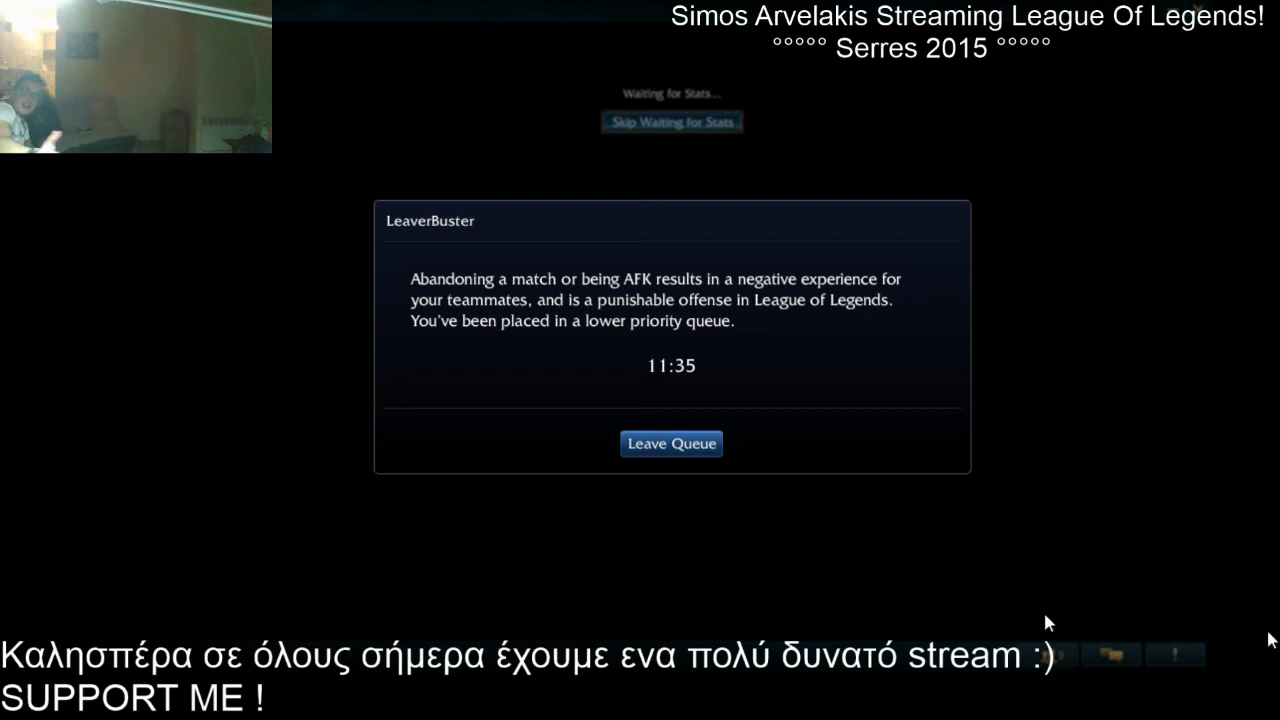 Simos Arvelakis Streaming League Of Legends!
°°°°° Serres 2015 °°°°°
Waiting for Stats...
Skip Waiting for Stats
LeaverBuster
Abandoning a match or being AFK results in a negative experience for
your teammates, and is a punishable offense in League of Legends.
You've been placed in a lower priority queue.
11:35
Leave Queue
Καλησπέρα σε όλους σήμερα έχουμε ενα πολύ δυνατό stream :)
SUPPORT ME !